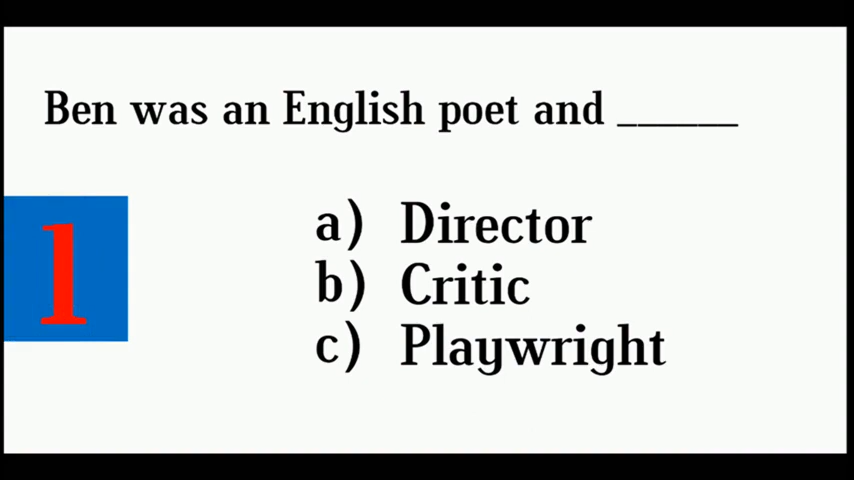 Ben was an English poet and ______
1
a) Director
b) Critic
c) Playwright